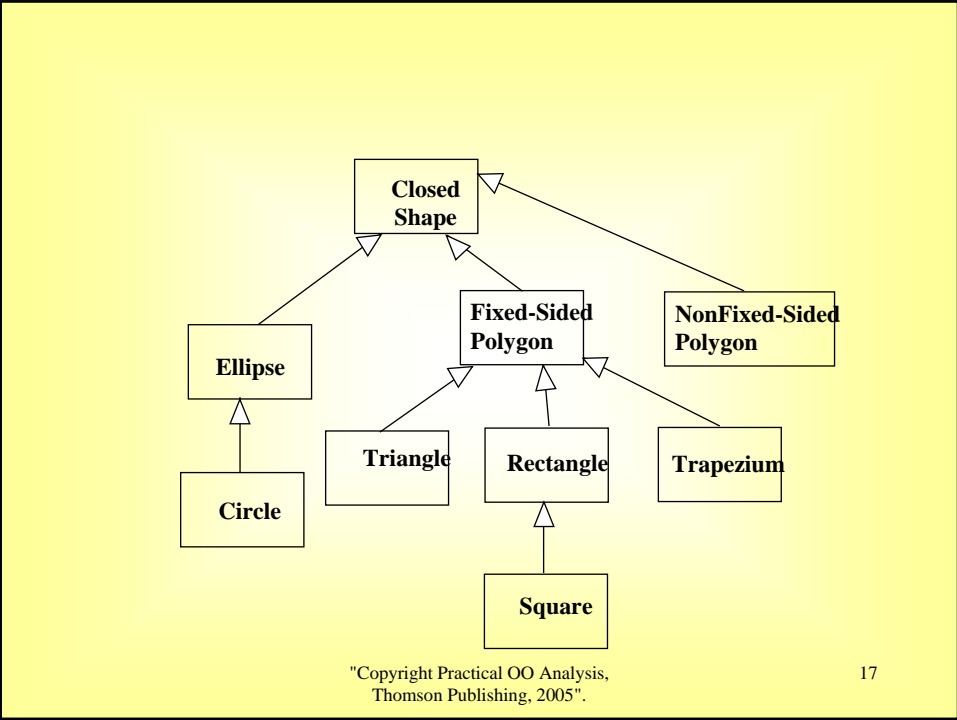 Closed
Shape
Fixed-Sided
Polygon
NonFixed-Sided
Polygon
Ellipse
Triangle
Rectangle
Trapezium
Circle
Square
"Copyright Practical OO Analysis,
Thomson Publishing, 2005".
17